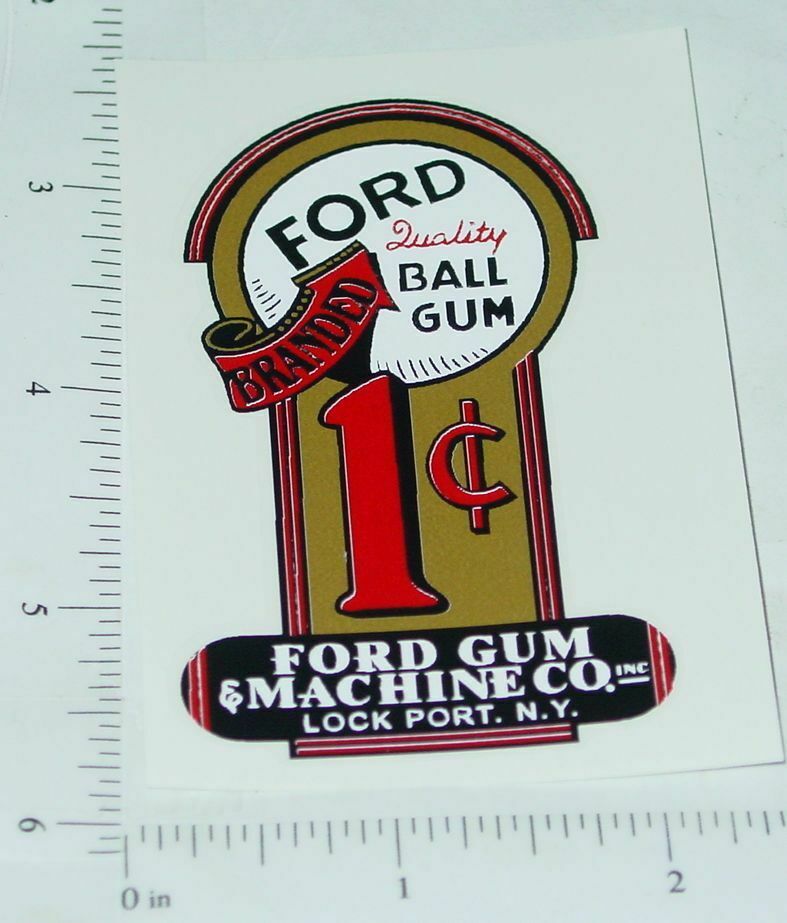 FORD
Quality
BALL
GUM
BRANDED
1¢
FORD GUM
& MACHINE CO. INC
LOCK PORT. N.Y.
2
3
4
5
6
0 in
1
2